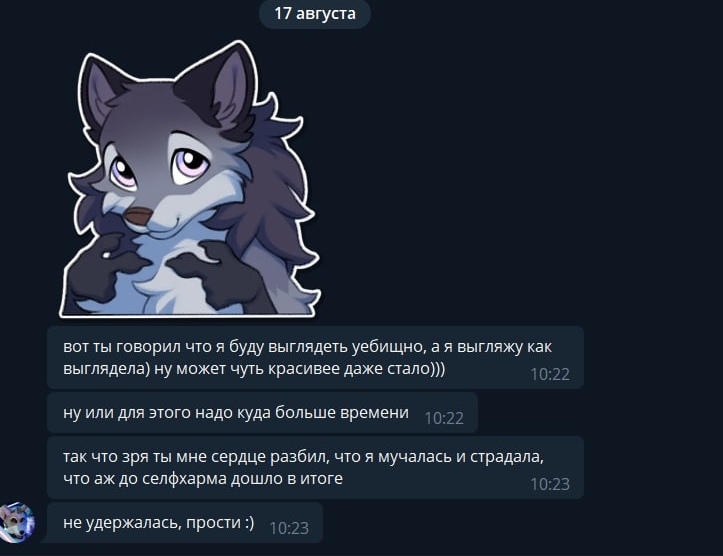 17 августа
вот ты говорил что я буду выглядеть уебищно, а я выгляжу как
выглядела) ну может чуть красивее даже стало)))
10:22
ну или для этого надо куда больше времени
10:22
так что зря ты мне сердце разбил, что я мучалась и страдала,
что аж до селфхарма дошло в итоге
10:23
не удержалась, прости :)
10:23